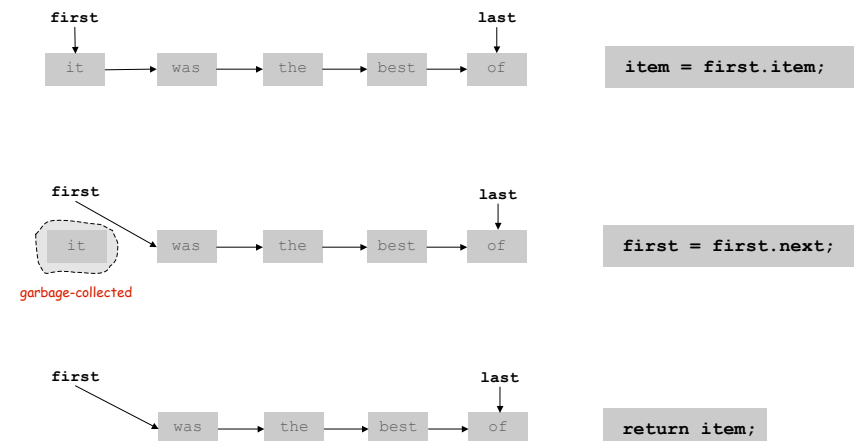 first last
it was the best of item = first.item;
first last
it was the best of first = first.next;
garbage-collected
first last
was the best of return item;